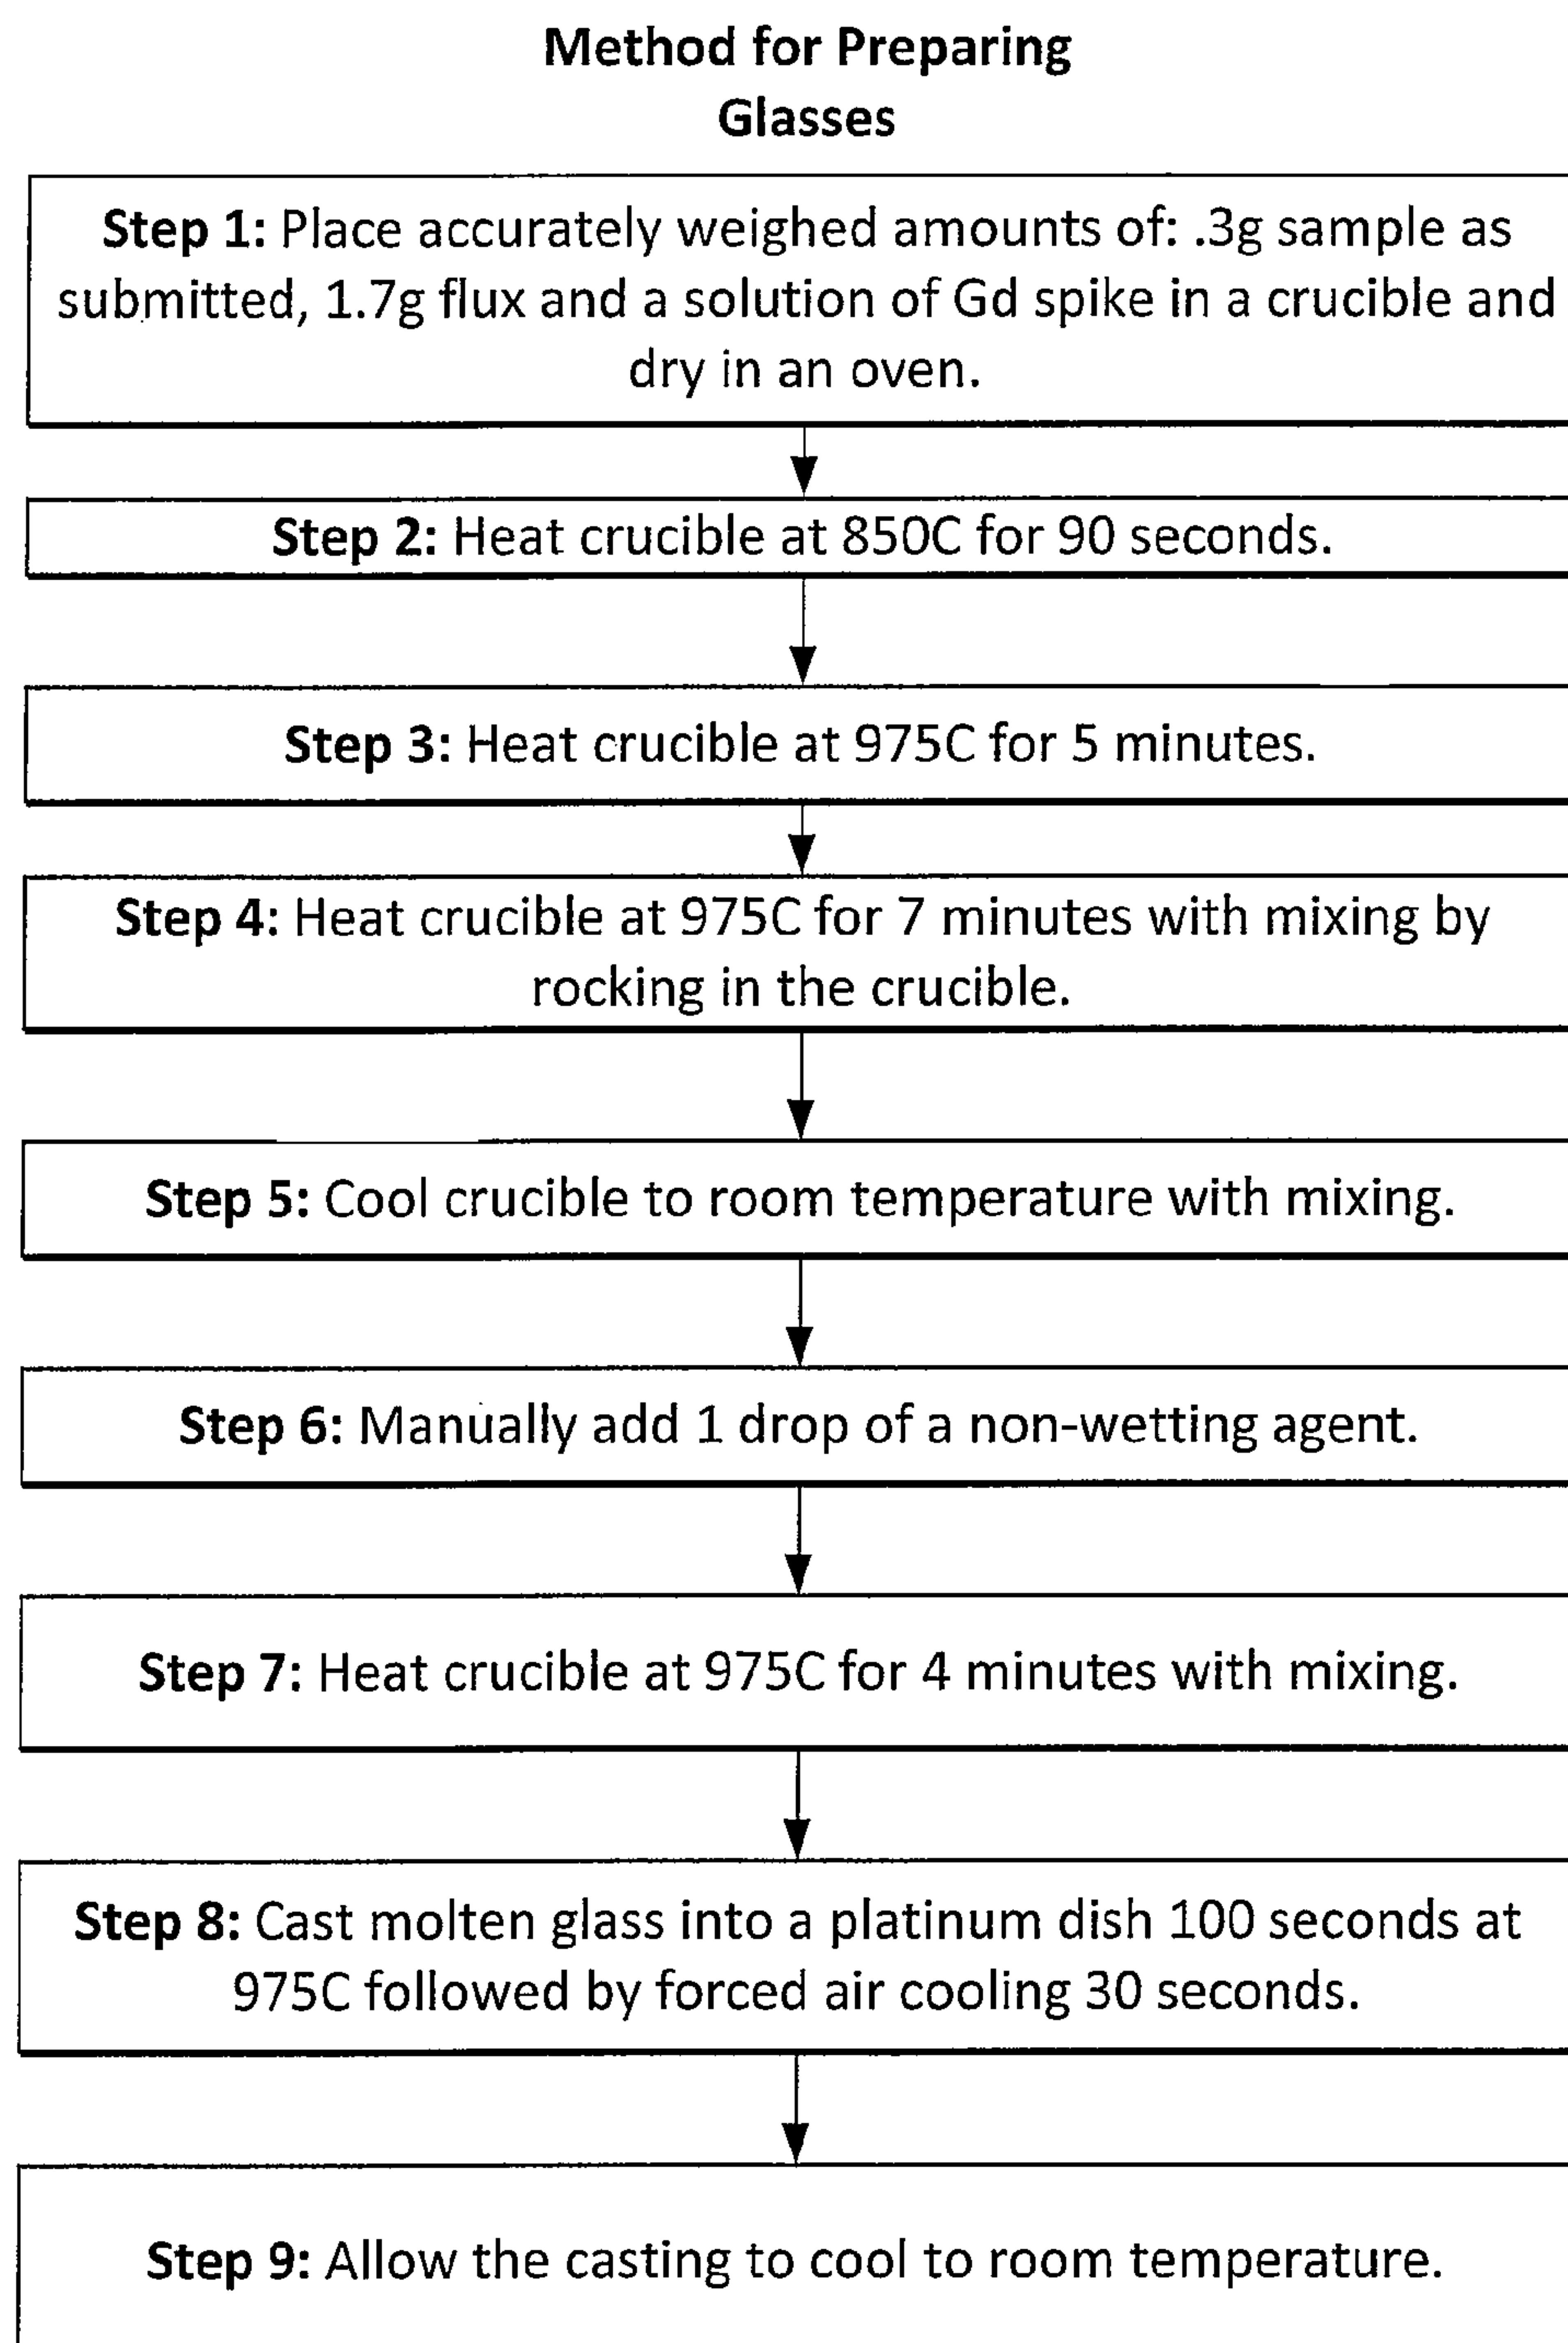 Method for Preparing
Glasses
Step 1: Place accurately weighed amounts of: .3g sample as
submitted, 1.7g flux and a solution of Gd spike in a crucible and
dry in an oven.
Step 2: Heat crucible at 850C for 90 seconds.
Step 3: Heat crucible at 975C for 5 minutes.
Step 4: Heat crucible at 975C for 7 minutes with mixing by
rocking in the crucible.
Step 5: Cool crucible to room temperature with mixing.
Step 6: Manually add 1 drop of a non-wetting agent.
Step 7: Heat crucible at 975C for 4 minutes with mixing.
Step 8: Cast molten glass into a platinum dish 100 seconds at
975C followed by forced air cooling 30 seconds.
Step 9: Allow the casting to cool to room temperature.